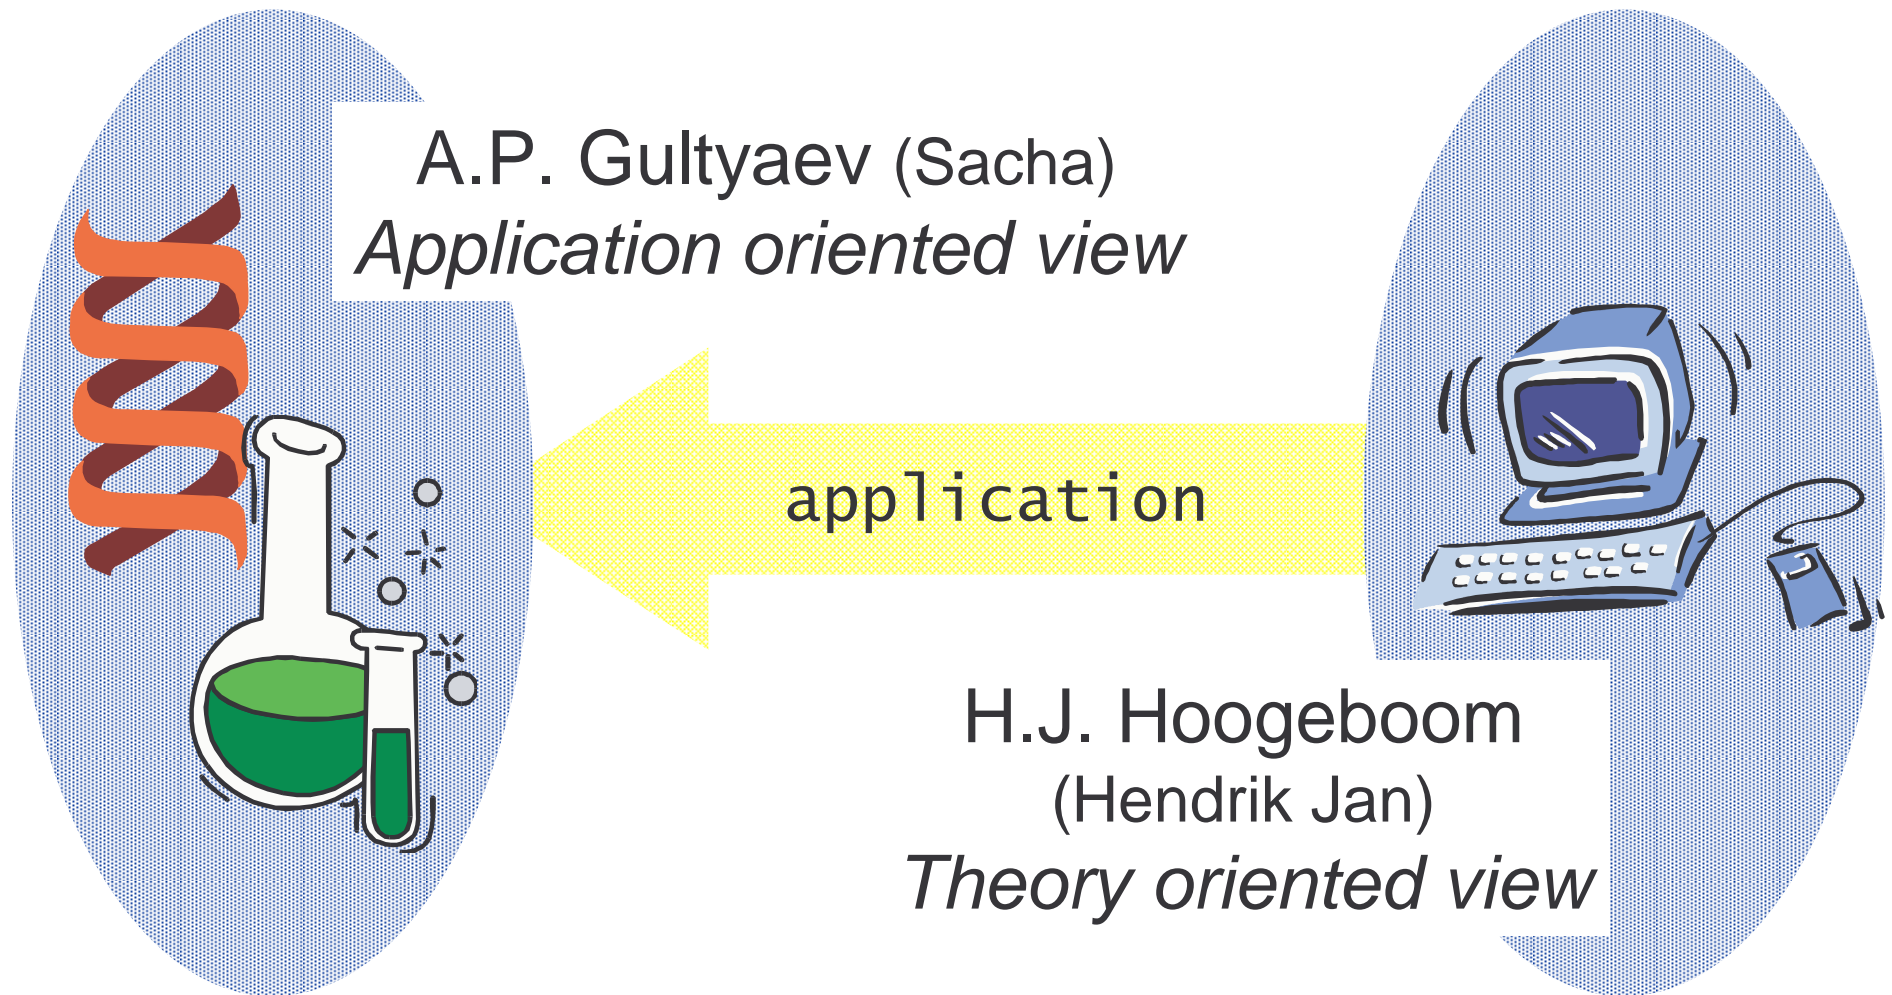 A.P. Gultyaev (Sacha)
Application oriented view
application
H.J. Hoogeboom
(Hendrik Jan)
Theory oriented view